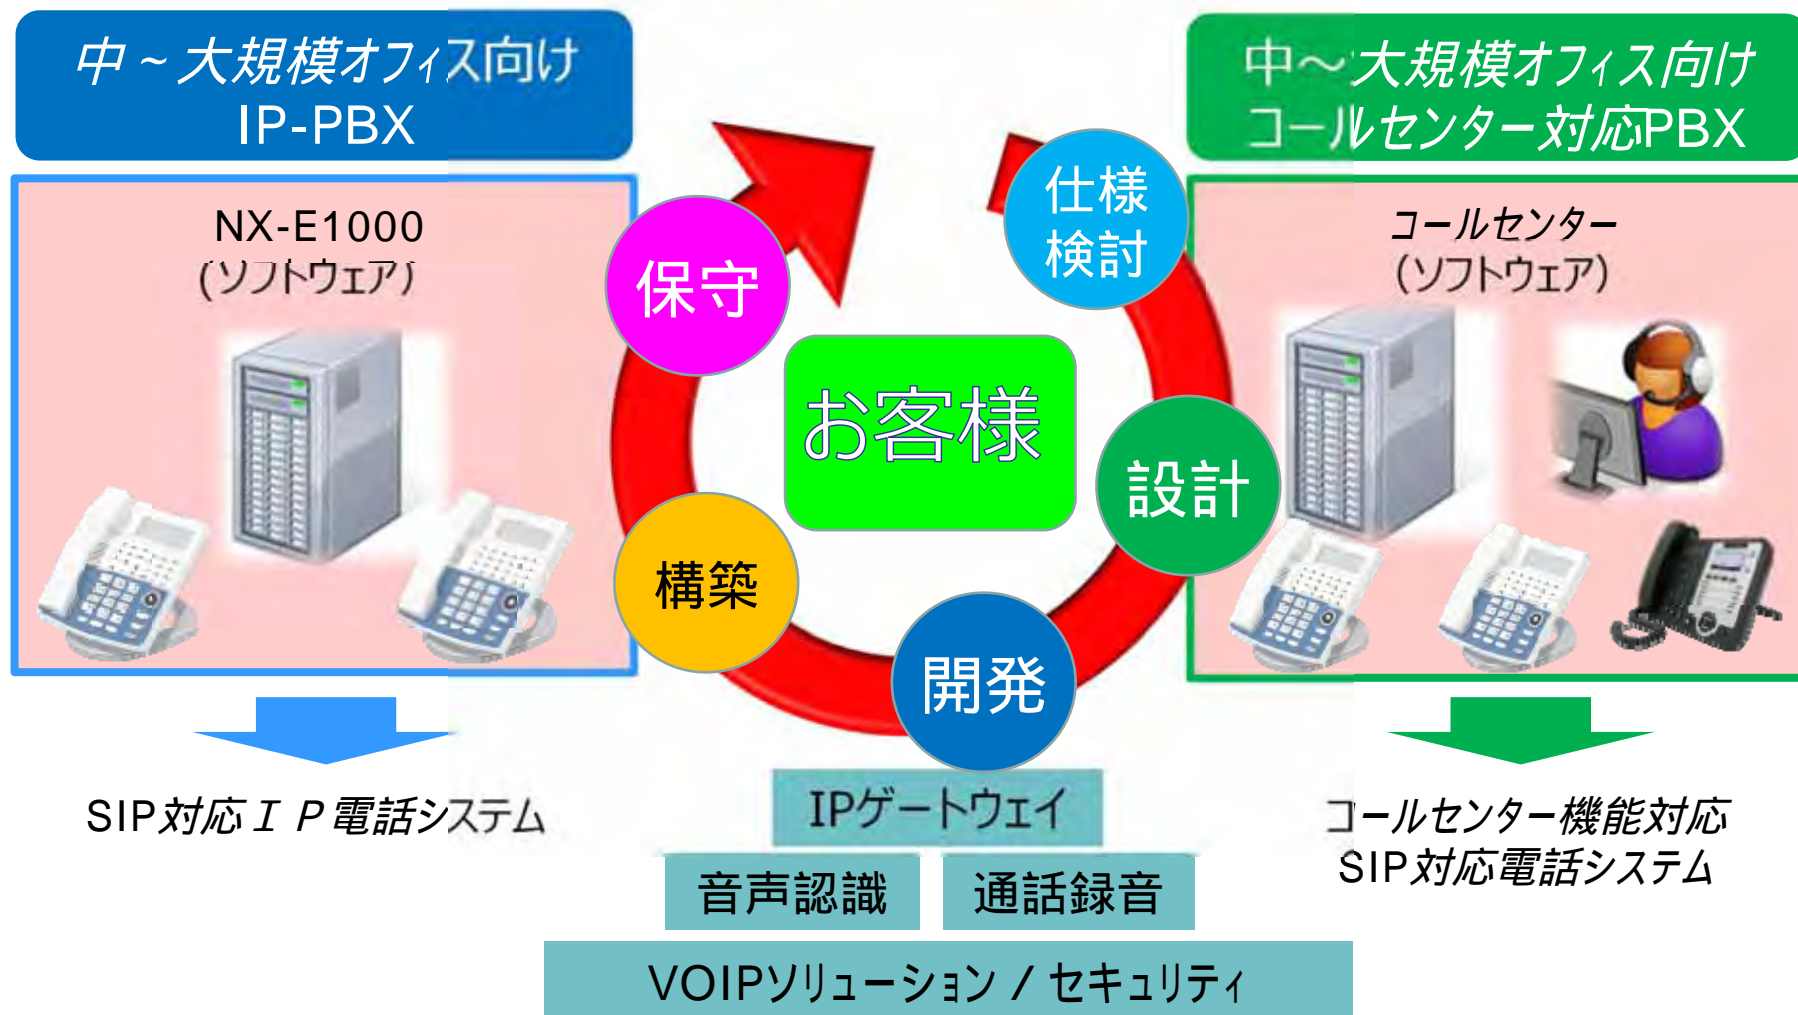 中～大規模オフィス向け
IP-PBX
中～大規模オフィス向け
コールセンター対応PBX
NX-E1000
(ソフトウェア)
コールセンター
(ソフトウェア)
仕様
検討
保守
お客様
設計
構築
開発
SIP対応ＩＰ電話システム
IPゲートウェイ
音声認識
通話録音
VOIPソリューション／セキュリティ
コールセンター機能対応
SIP対応電話システム